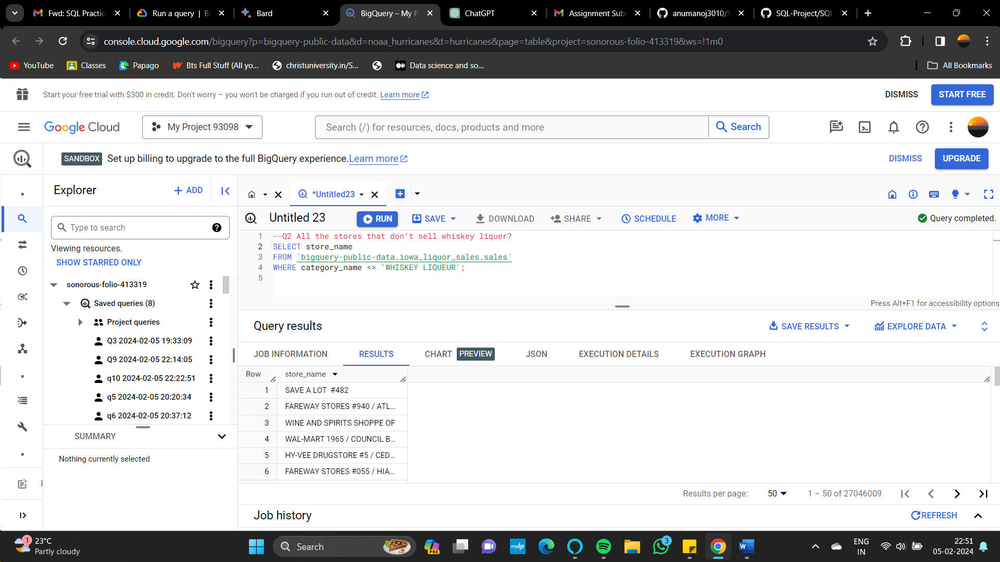 Fwd: SQL Practic
Run a query | B
Bard
BigQuery – My P
ChatGPT
Assignment Sub
anumanoj3010/S
SQL-Project/SQL
console.cloud.google.com/bigquery?p=bigquery-public-data&d=noaa_hurricanes&t=hurricanes&page=table&project=sonorous-folio-413319&ws=!1m0
YouTube
Classes
Papago
Bts Full Stuff (All yo...
christuniversity.in/S...
Data science and so...
All Bookmarks
Start your free trial with $300 in credit. Don't worry – you won't be charged if you run out of credit. Learn more
DISMISS
START FREE
Google Cloud
My Project 93098
Search (/) for resources, docs, products and more
Search
SANDBOX
Set up billing to upgrade to the full BigQuery experience. Learn more
DISMISS
UPGRADE
Explorer
+ ADD
*Untitled23
Untitled 23
RUN
SAVE
DOWNLOAD
SHARE
SCHEDULE
MORE
Query completed.
Type to search
Viewing resources.
SHOW STARRED ONLY
sonorous-folio-413319
Saved queries (8)
Project queries
Q3 2024-02-05 19:33:09
Q9 2024-02-05 22:14:05
q10 2024-02-05 22:22:51
q5 2024-02-05 20:20:34
q6 2024-02-05 20:37:12
SUMMARY
Nothing currently selected
1 --Q2 All the stores that don't sell whiskey liquer?
2 SELECT store_name
3 FROM `bigquery-public-data.iowa_liquor_sales.sales`
4 WHERE category_name <> 'WHISKEY LIQUEUR';
5
Press Alt+F1 for accessibility options
Query results
SAVE RESULTS
EXPLORE DATA
JOB INFORMATION
RESULTS
CHART PREVIEW
JSON
EXECUTION DETAILS
EXECUTION GRAPH
Row store_name
1 SAVE A LOT #482
2 FAREWAY STORES #940 / ATL...
3 WINE AND SPIRITS SHOPPE OF
4 WAL-MART 1965 / COUNCIL B...
5 HY-VEE DRUGSTORE #5 / CED...
6 FAREWAY STORES #055 / HIA...
Results per page: 50
1 – 50 of 27046009
Job history
REFRESH
1
23°C
Partly cloudy
Search
PRE
myhp
3
W
ENG
IN
22:51
05-02-2024